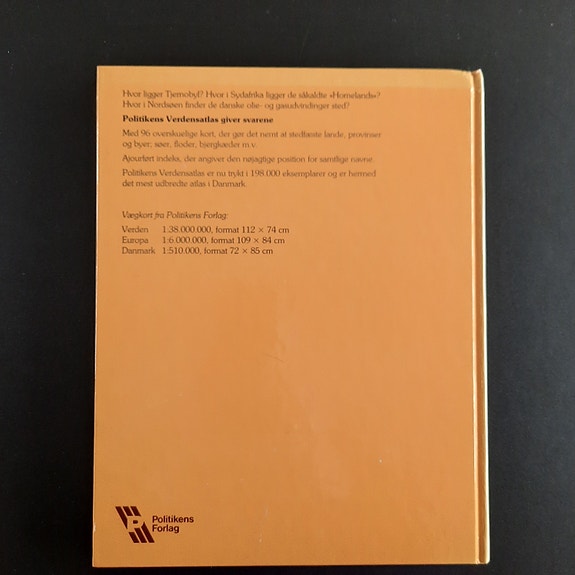 Hvor ligger Tjernobyl? Hvor i Sydafrika ligger de såkaldte »Homelands«?
Hvor i Nordsøen finder de danske olie- og gasudvindinger sted?
Politikens Verdensatlas giver svarene
Med 96 overskuelige kort, der gør det nemt at stedfæste lande, provinser
og byer, søer, floder, bjergkæder m.v.
Ajourført indeks, der angiver den nøjagtige position for samtlige navne.
Politikens Verdensatlas er nu trykt i 198.000 eksemplarer og er hermed
det mest udbredte atlas i Danmark.
Vægkort fra Politikens Forlag:
Verden 1:38.000.000, format 112 × 74 cm
Europa 1:6.000.000, format 109 × 84 cm
Danmark 1:510.000, format 72 × 85 cm
P Politikens
Forlag